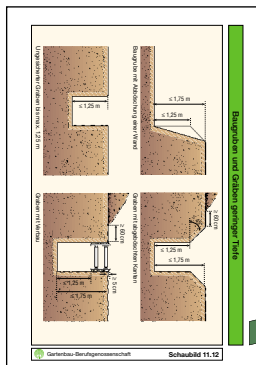 Baugruben und Gräben geringer Tiefe
≤ 1,75 m
≤ 1,25 m
Baugrube mit Abböschung einer Wand
≥ 60 cm
≤ 1,25 m
≤ 1,75 m
Graben mit abgeböschten Kanten
≤ 1,25 m
Ungesicherter Graben bis max. 1,25 m
≥ 60 cm
≥ 5 cm
≤ 1,25 m
≤ 1,75 m
Graben mit Verbau
Gartenbau-Berufsgenossenschaft
Schaubild 11.12